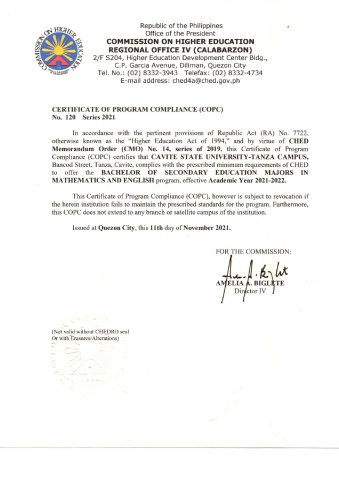 Republic of the Philippines
Office of the President
COMMISSION ON HIGHER EDUCATION
REGIONAL OFFICE IV (CALABARZON)
2/F S204, Higher Education Development Center Bldg.,
C.P. Garcia Avenue, Diliman, Quezon City
Tel. No.: (02) 8332-3943 Telefax: (02) 8332-4734
E-mail address: ched4a@ched.gov.ph
COMMISSION ON HIGHER EDUCATION
CERTIFICATE OF PROGRAM COMPLIANCE (COPC)
No. 120 Series 2021
In accordance with the pertinent provisions of Republic Act (RA) No. 7722,
otherwise known as the "Higher Education Act of 1994," and by virtue of CHED
Memorandum Order (CMO) No. 14, series of 2019, this Certificate of Program
Compliance (COPC) certifies that CAVITE STATE UNIVERSITY-TANZA CAMPUS,
Bancod Street, Tanza, Cavite, complies with the prescribed minimum requirements of CHED
to offer the BACHELOR OF SECONDARY EDUCATION MAJORS IN
MATHEMATICS AND ENGLISH program, effective Academic Year 2021-2022.
This Certificate of Program Compliance (COPC), however is subject to revocation if
the herein institution fails to maintain the prescribed standards for the program. Furthermore,
this COPC does not extend to any branch or satellite campus of the institution.
Issued at Quezon City, this 11th day of November 2021.
FOR THE COMMISSION:
AMELIA A. BIGLETE
Director IV
(Not valid without CHEDRO seal
Or with Erasures/Alterations)